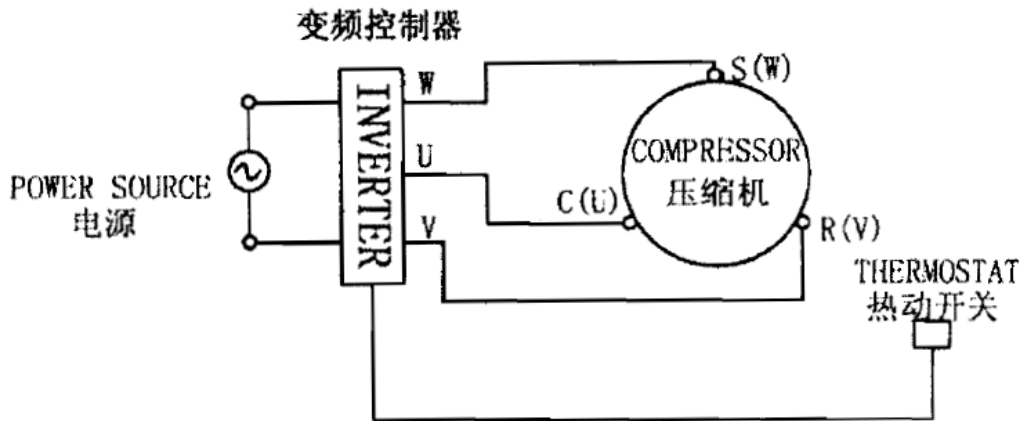 变频控制器
INVERTER
W
U
V
S(W)
COMPRESSOR
压缩机
C(U)
R(V)
POWER SOURCE
电源
THERMOSTAT
热动开关